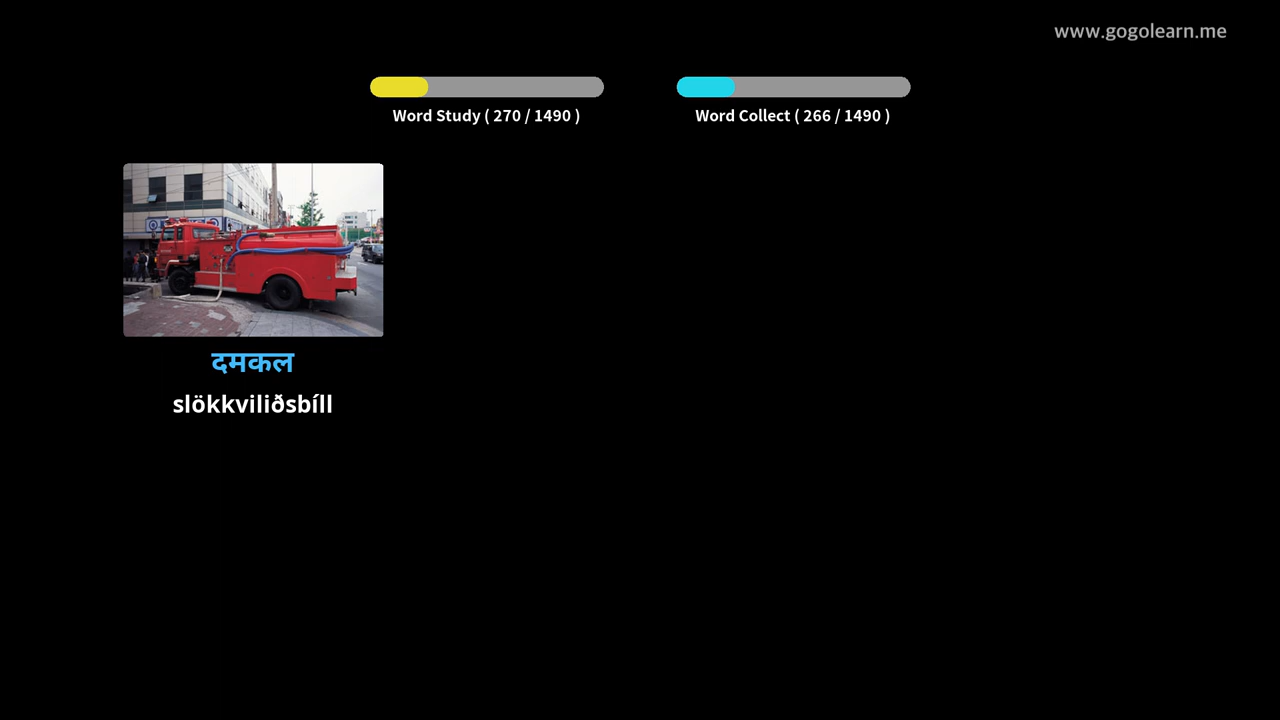 www.gogolearn.me
Word Study ( 270 / 1490 )
Word Collect ( 266 / 1490 )
दमकल
slökkviliðsbíll